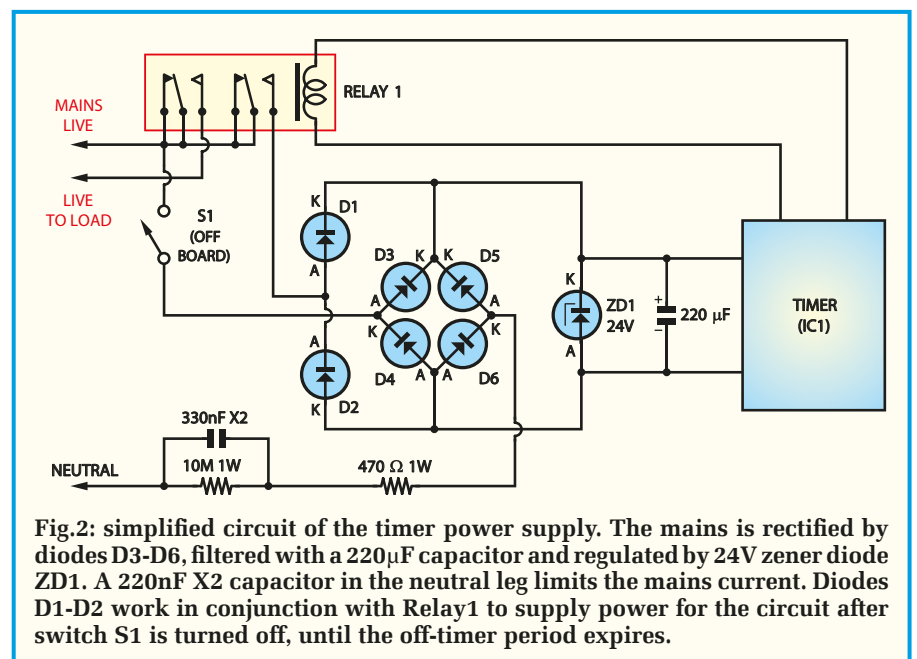 RELAY 1
MAINS
LIVE
LIVE
TO LOAD
S1
(OFF
BOARD)
K
D1
A
A
K
D2
D3
K
K
D5
A
A
K
K
D4
A
A
D6
K
ZD1
24V
A
+
220 µF
–
TIMER
(IC1)
330nF X2
10M 1W
NEUTRAL
470 Ω 1W
Fig.2: simplified circuit of the timer power supply. The mains is rectified by
diodes D3-D6, filtered with a 220µF capacitor and regulated by 24V zener diode
ZD1. A 220nF X2 capacitor in the neutral leg limits the mains current. Diodes
D1-D2 work in conjunction with Relay1 to supply power for the circuit after
switch S1 is turned off, until the off-timer period expires.